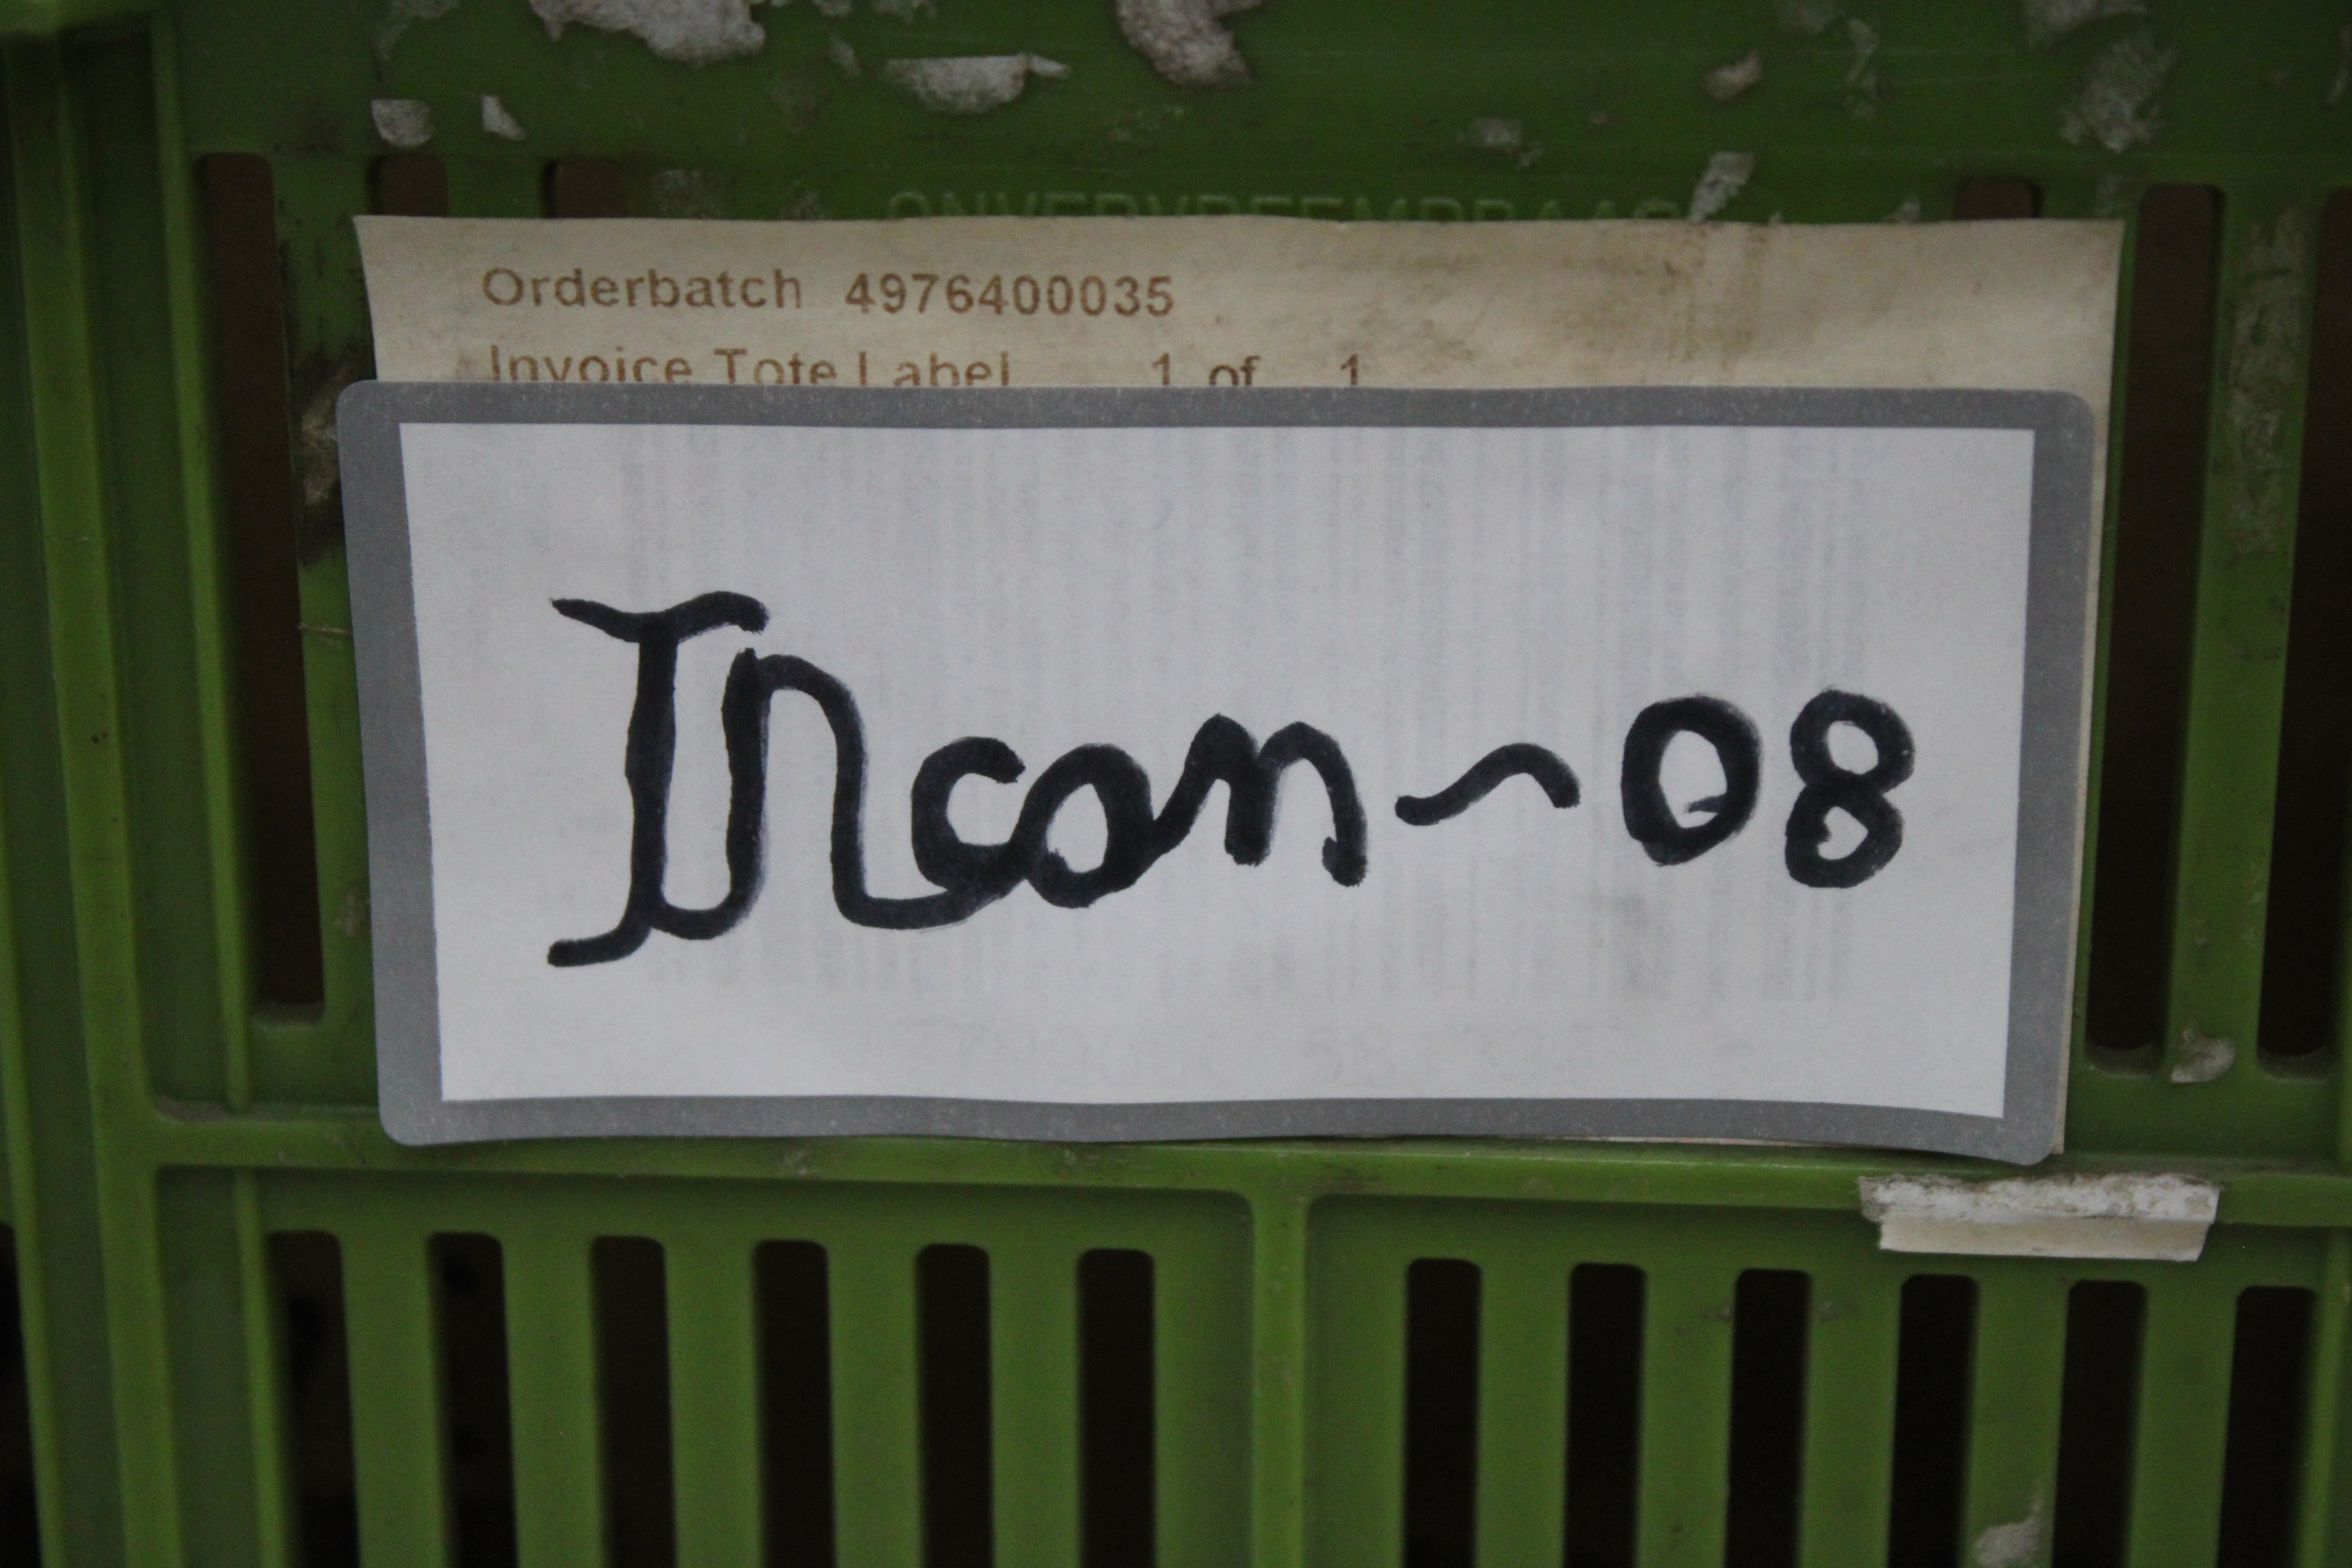 Orderbatch 4976400035
Invoice Tote Label 1 of 1
Incon-08